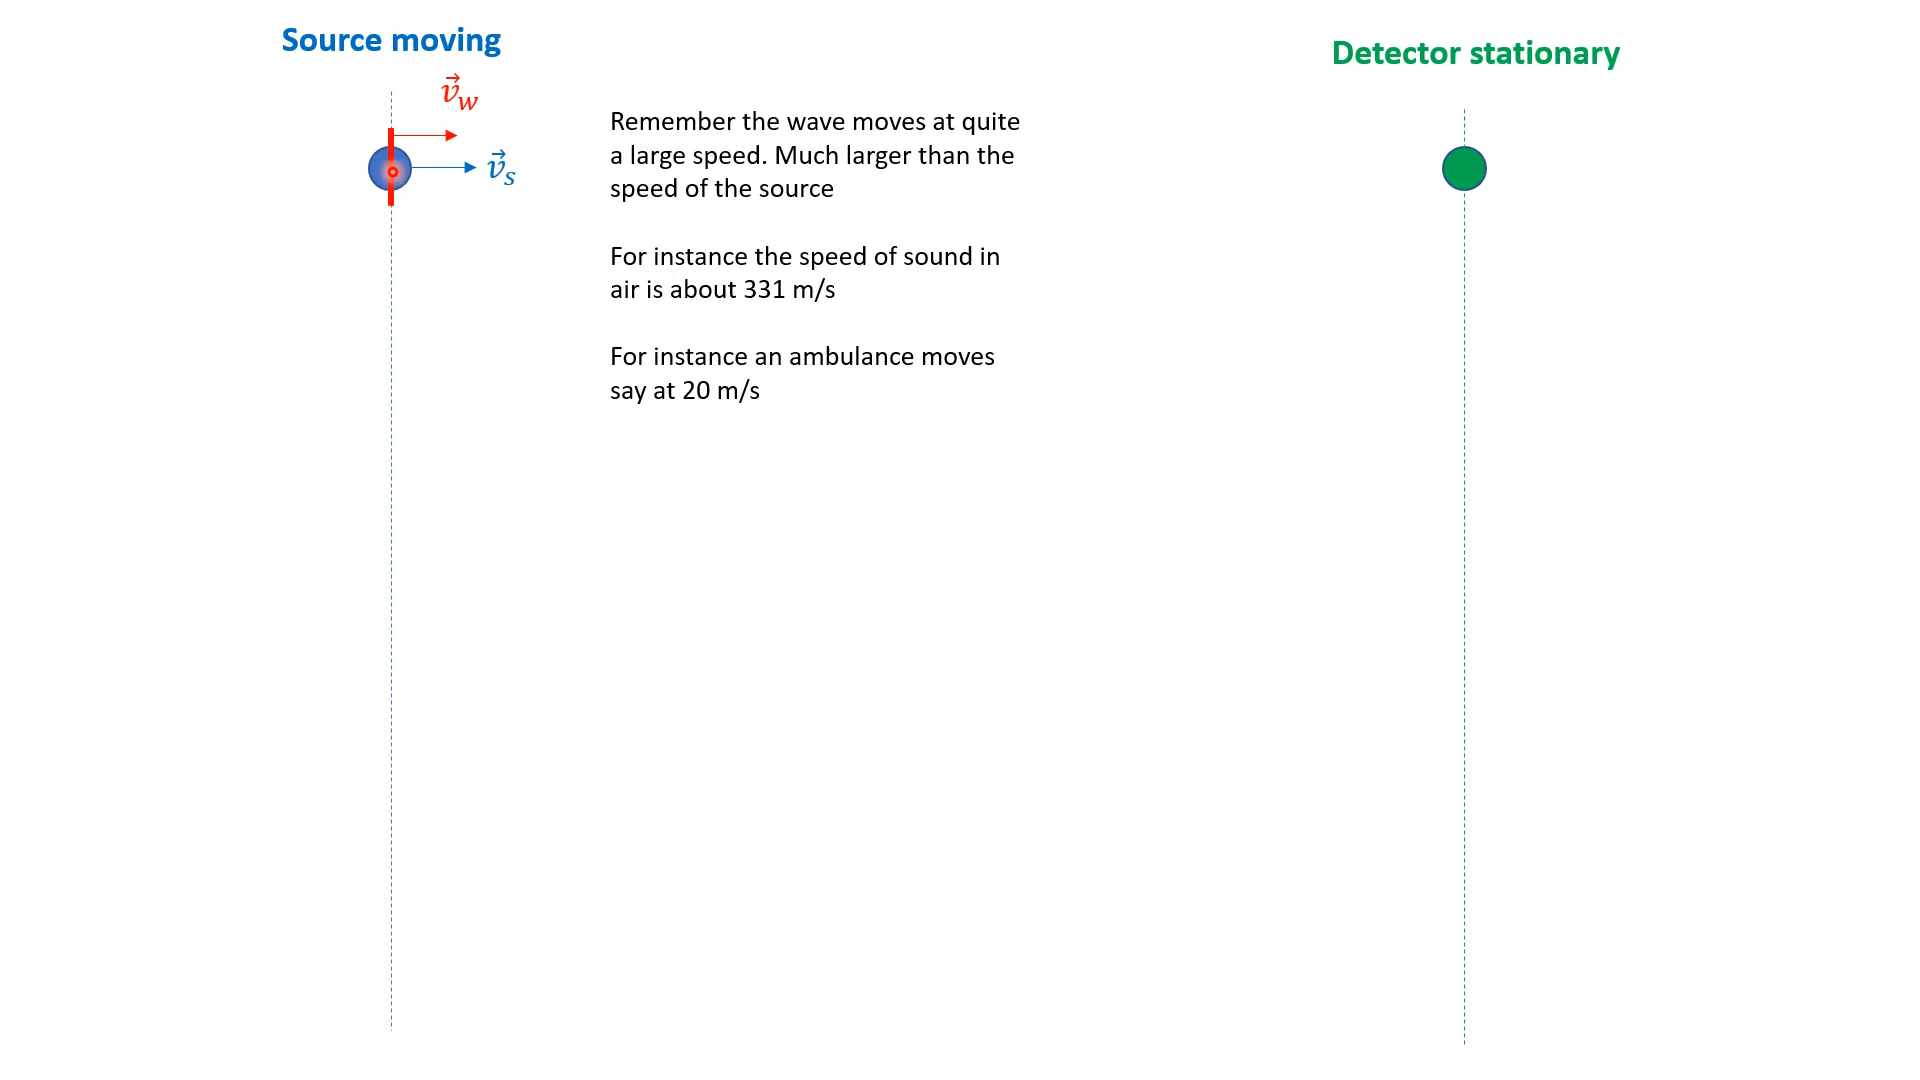 Source moving
Detector stationary
v⃗w
v⃗s
Remember the wave moves at quite
a large speed. Much larger than the
speed of the source
For instance the speed of sound in
air is about 331 m/s
For instance an ambulance moves
say at 20 m/s